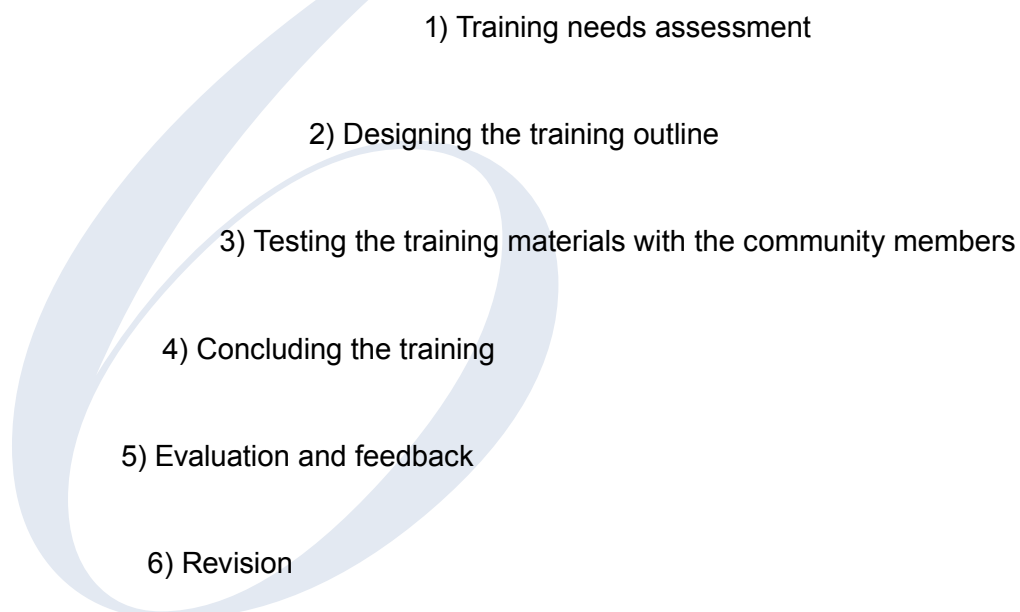 1) Training needs assessment
2) Designing the training outline
3) Testing the training materials with the community members
4) Concluding the training
5) Evaluation and feedback
6) Revision